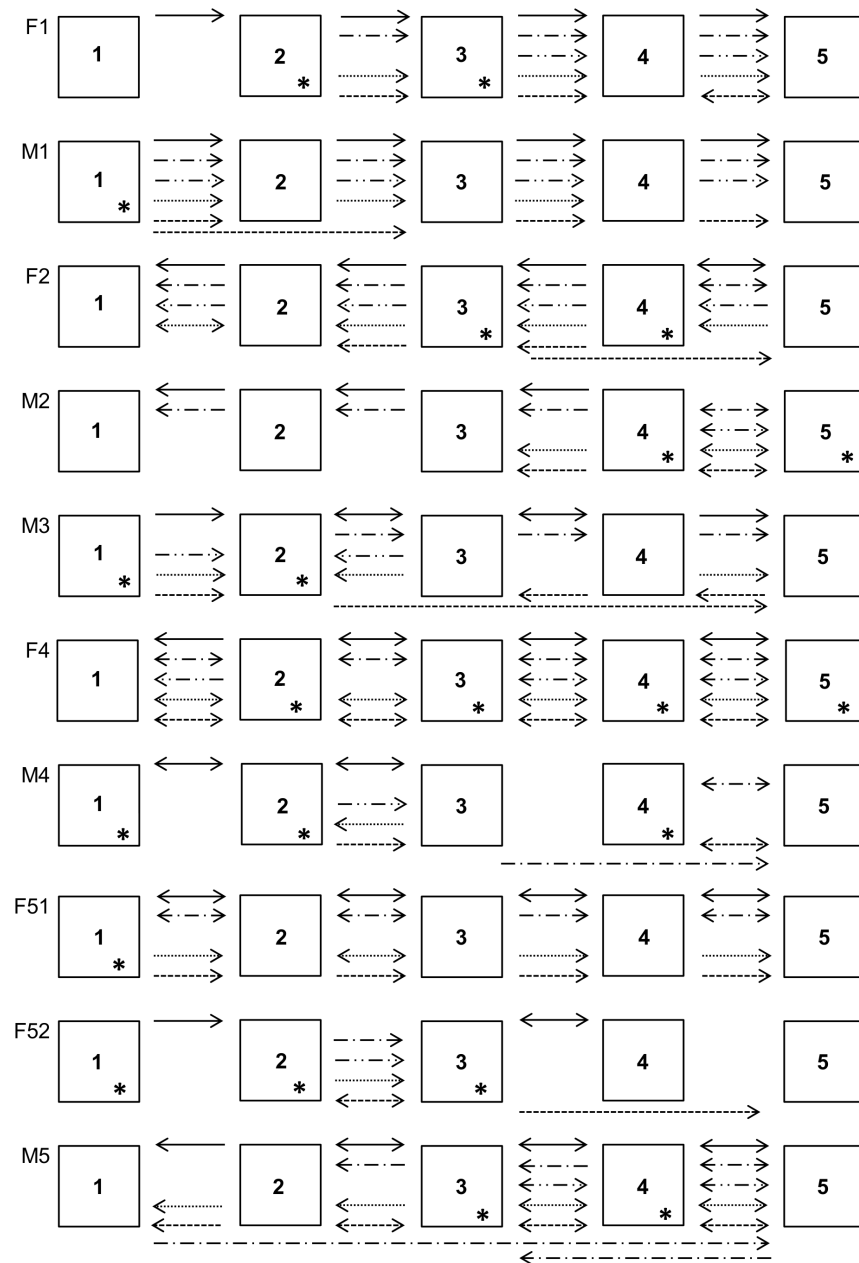 F1 1 2 * 3 * 4 5
M1 1 * 2 3 4 5
F2 1 2 3 * 4 * 5
M2 1 2 3 4 * 5 *
M3 1 * 2 * 3 4 5
F4 1 2 * 3 * 4 * 5 *
M4 1 * 2 * 3 4 * 5
F51 1 * 2 3 4 5
F52 1 * 2 * 3 * 4 5
M5 1 2 3 * 4 * 5